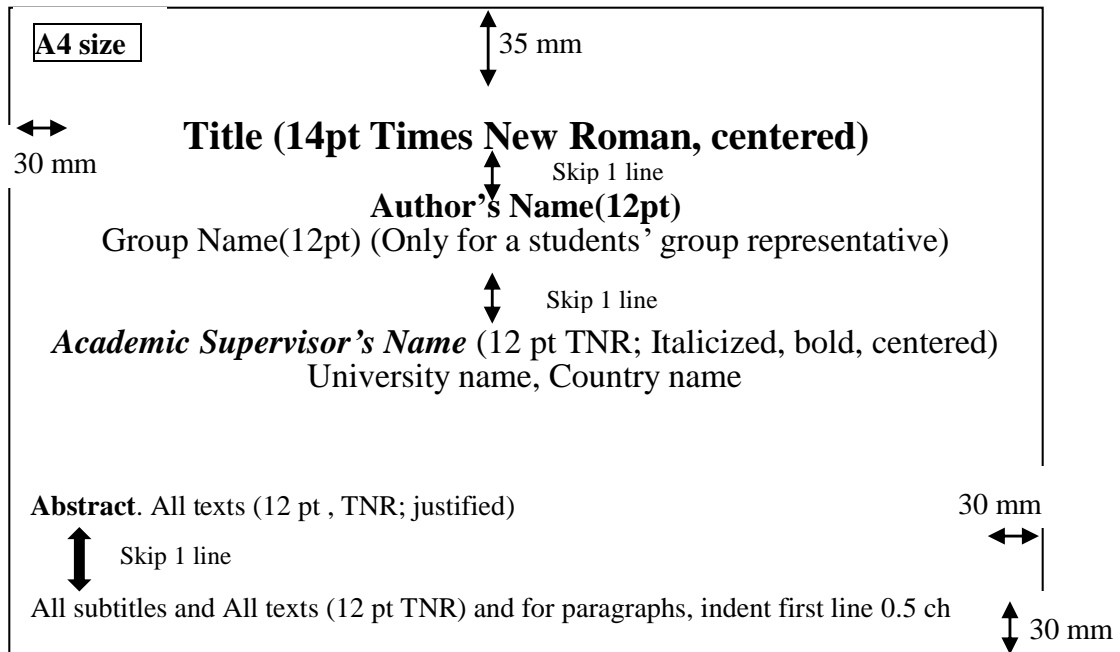 A4 size
35 mm
Title (14pt Times New Roman, centered)
30 mm
Skip 1 line
Author's Name(12pt)
Group Name(12pt) (Only for a students' group representative)
Skip 1 line
Academic Supervisor's Name (12 pt TNR; Italicized, bold, centered)
University name, Country name
Abstract. All texts (12 pt , TNR; justified)
30 mm
Skip 1 line
All subtitles and All texts (12 pt TNR) and for paragraphs, indent first line 0.5 ch
30 mm